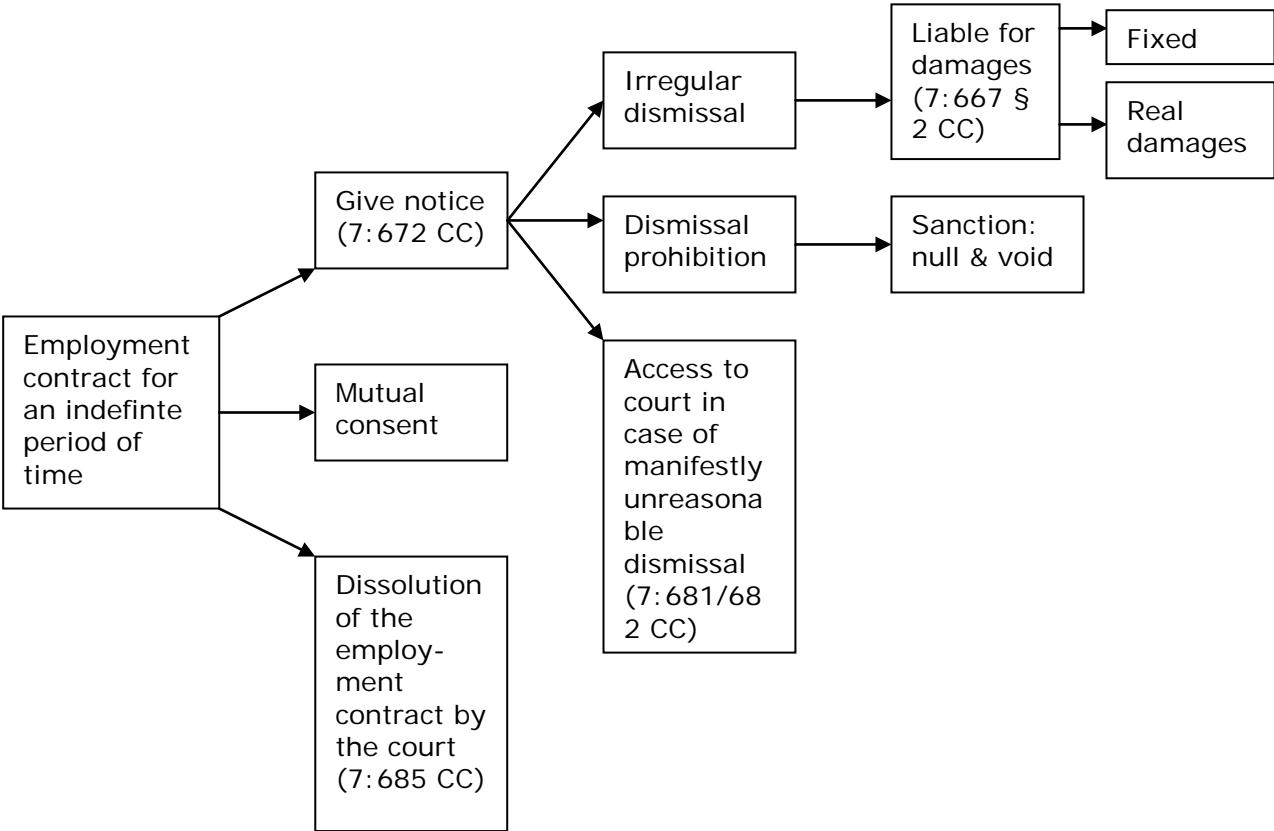 Employment
contract for
an indefinte
period of
time
Give notice
(7:672 CC)
Mutual
consent
Dissolution
of the
employ-
ment
contract by
the court
(7:685 CC)
Irregular
dismissal
Dismissal
prohibition
Access to
court in
case of
manifestly
unreasona
ble
dismissal
(7:681/68
2 CC)
Liable for
damages
(7:667 §
2 CC)
Sanction:
null & void
Fixed
Real
damages